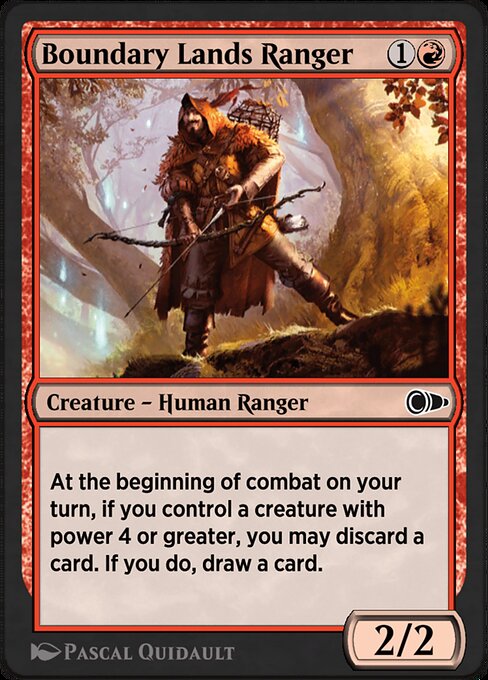 Boundary Lands Ranger 1
Creature – Human Ranger
At the beginning of combat on your
turn, if you control a creature with
power 4 or greater, you may discard a
card. If you do, draw a card.
2/2
Pascal Quidault